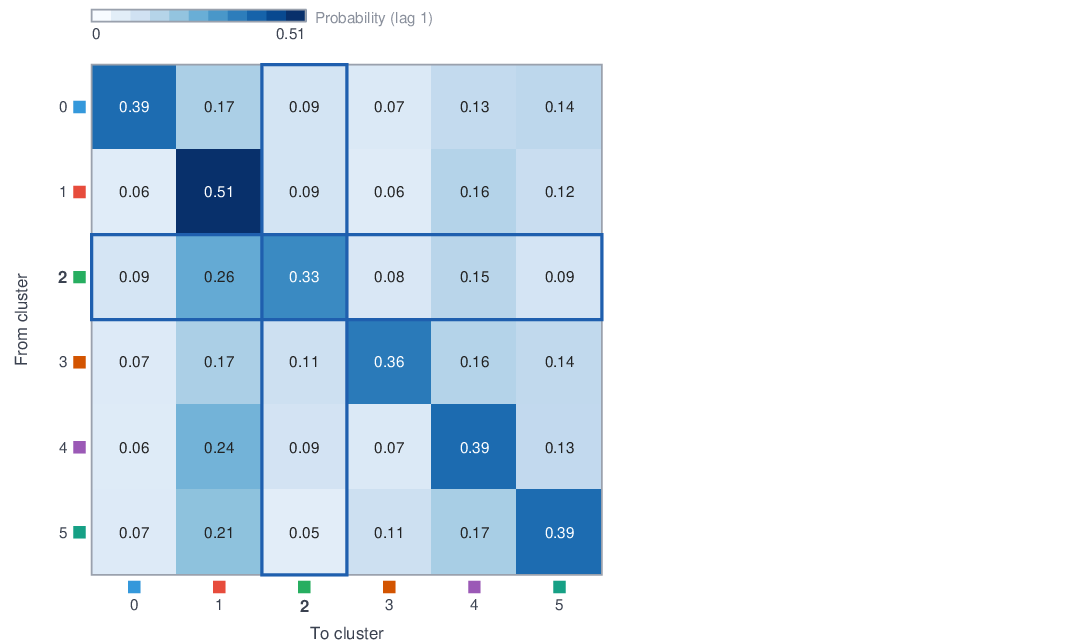 Probability (lag 1)
0 0.51
0 0.39 0.17 0.09 0.07 0.13 0.14
1 0.06 0.51 0.09 0.06 0.16 0.12
2 0.09 0.26 0.33 0.08 0.15 0.09
3 0.07 0.17 0.11 0.36 0.16 0.14
4 0.06 0.24 0.09 0.07 0.39 0.13
5 0.07 0.21 0.05 0.11 0.17 0.39
From cluster
0 1 2 3 4 5
To cluster